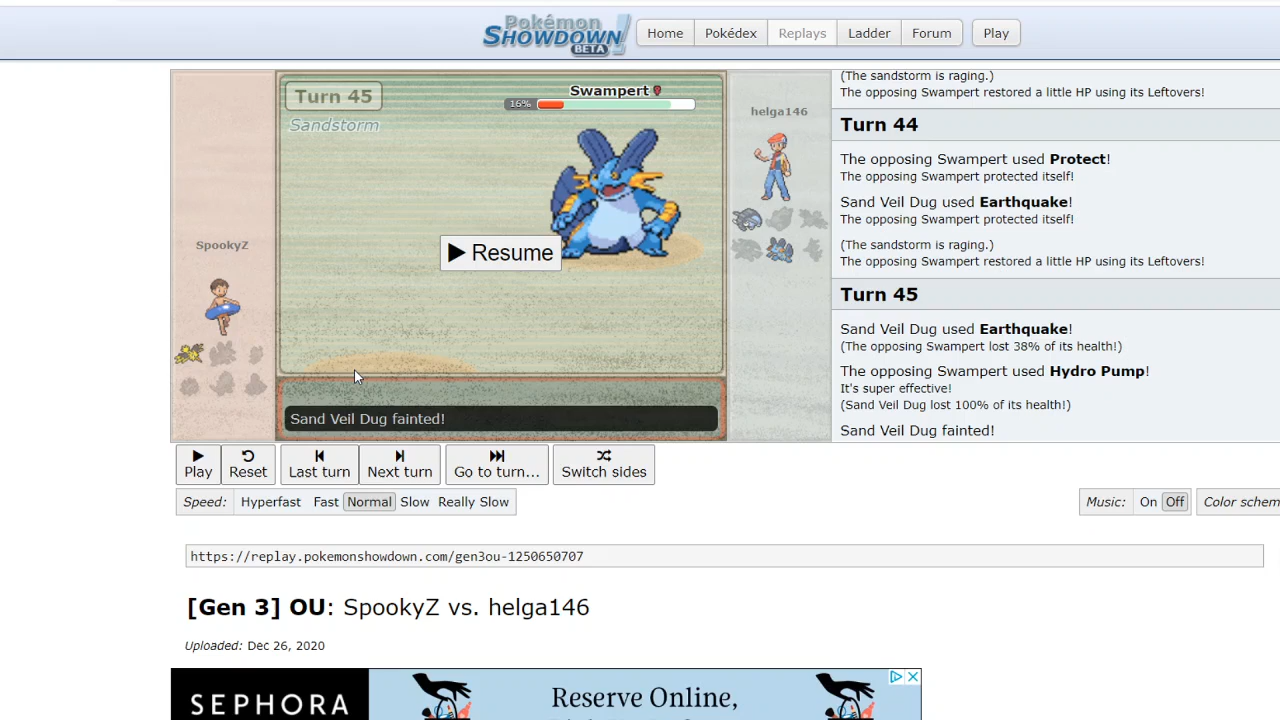 Pokémon
SHOWDOWN!
BETA
Home
Pokédex
Replays
Ladder
Forum
Play
Turn 45
Sandstorm
Swampert
16%
SpookyZ
helga146
Resume
Sand Veil Dug fainted!
(The sandstorm is raging.)
The opposing Swampert restored a little HP using its Leftovers!
Turn 44
The opposing Swampert used Protect!
The opposing Swampert protected itself!
Sand Veil Dug used Earthquake!
The opposing Swampert protected itself!
(The sandstorm is raging.)
The opposing Swampert restored a little HP using its Leftovers!
Turn 45
Sand Veil Dug used Earthquake!
(The opposing Swampert lost 38% of its health!)
The opposing Swampert used Hydro Pump!
It's super effective!
(Sand Veil Dug lost 100% of its health!)
Sand Veil Dug fainted!
Play
Reset
Last turn
Next turn
Go to turn...
Switch sides
Speed: Hyperfast Fast Normal Slow Really Slow
Music: On Off
Color schem
https://replay.pokemonshowdown.com/gen3ou-1250650707
[Gen 3] OU: SpookyZ vs. helga146
Uploaded: Dec 26, 2020
SEPHORA
Reserve Online,